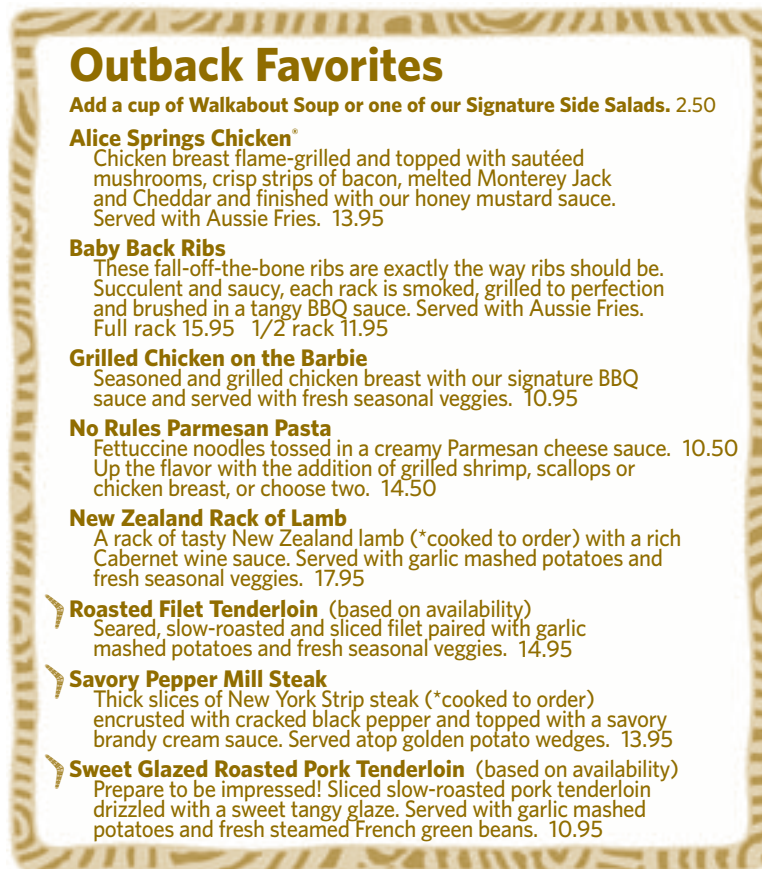 Outback Favorites
Add a cup of Walkabout Soup or one of our Signature Side Salads. 2.50
Alice Springs Chicken®
Chicken breast flame-grilled and topped with sautéed
mushrooms, crisp strips of bacon, melted Monterey Jack
and Cheddar and finished with our honey mustard sauce.
Served with Aussie Fries. 13.95
Baby Back Ribs
These fall-off-the-bone ribs are exactly the way ribs should be.
Succulent and saucy, each rack is smoked, grilled to perfection
and brushed in a tangy BBQ sauce. Served with Aussie Fries.
Full rack 15.95 1/2 rack 11.95
Grilled Chicken on the Barbie
Seasoned and grilled chicken breast with our signature BBQ
sauce and served with fresh seasonal veggies. 10.95
No Rules Parmesan Pasta
Fettuccine noodles tossed in a creamy Parmesan cheese sauce. 10.50
Up the flavor with the addition of grilled shrimp, scallops or
chicken breast, or choose two. 14.50
New Zealand Rack of Lamb
A rack of tasty New Zealand lamb (*cooked to order) with a rich
Cabernet wine sauce. Served with garlic mashed potatoes and
fresh seasonal veggies. 17.95
Roasted Filet Tenderloin (based on availability)
Seared, slow-roasted and sliced filet paired with garlic
mashed potatoes and fresh seasonal veggies. 14.95
Savory Pepper Mill Steak
Thick slices of New York Strip steak (*cooked to order)
encrusted with cracked black pepper and topped with a savory
brandy cream sauce. Served atop golden potato wedges. 13.95
Sweet Glazed Roasted Pork Tenderloin (based on availability)
Prepare to be impressed! Sliced slow-roasted pork tenderloin
drizzled with a sweet tangy glaze. Served with garlic mashed
potatoes and fresh steamed French green beans. 10.95